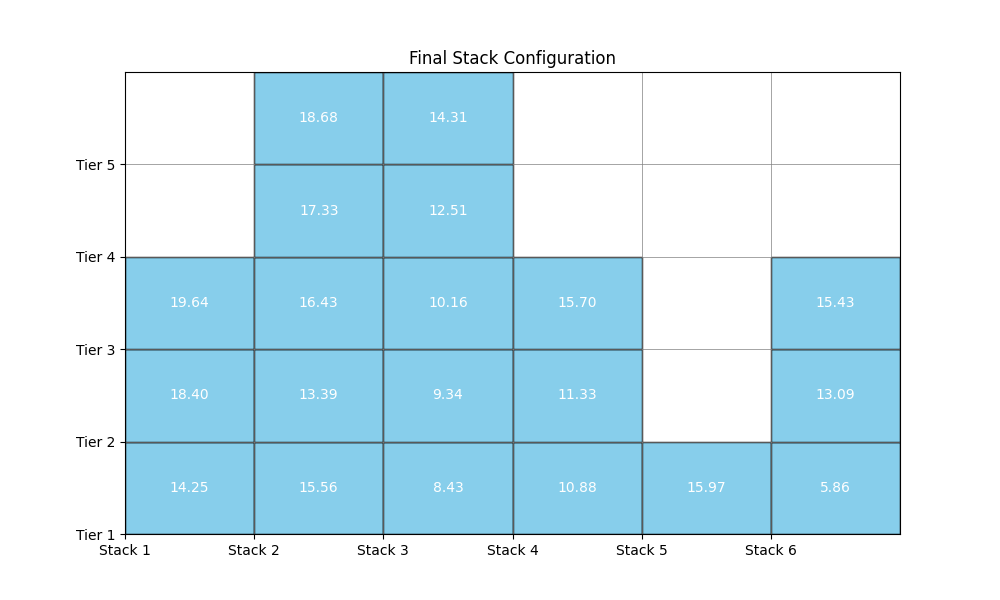 Final Stack Configuration
18.68 14.31
Tier 5
17.33 12.51
Tier 4
19.64 16.43 10.16 15.70 15.43
Tier 3
18.40 13.39 9.34 11.33 13.09
Tier 2
14.25 15.56 8.43 10.88 15.97 5.86
Tier 1
Stack 1 Stack 2 Stack 3 Stack 4 Stack 5 Stack 6